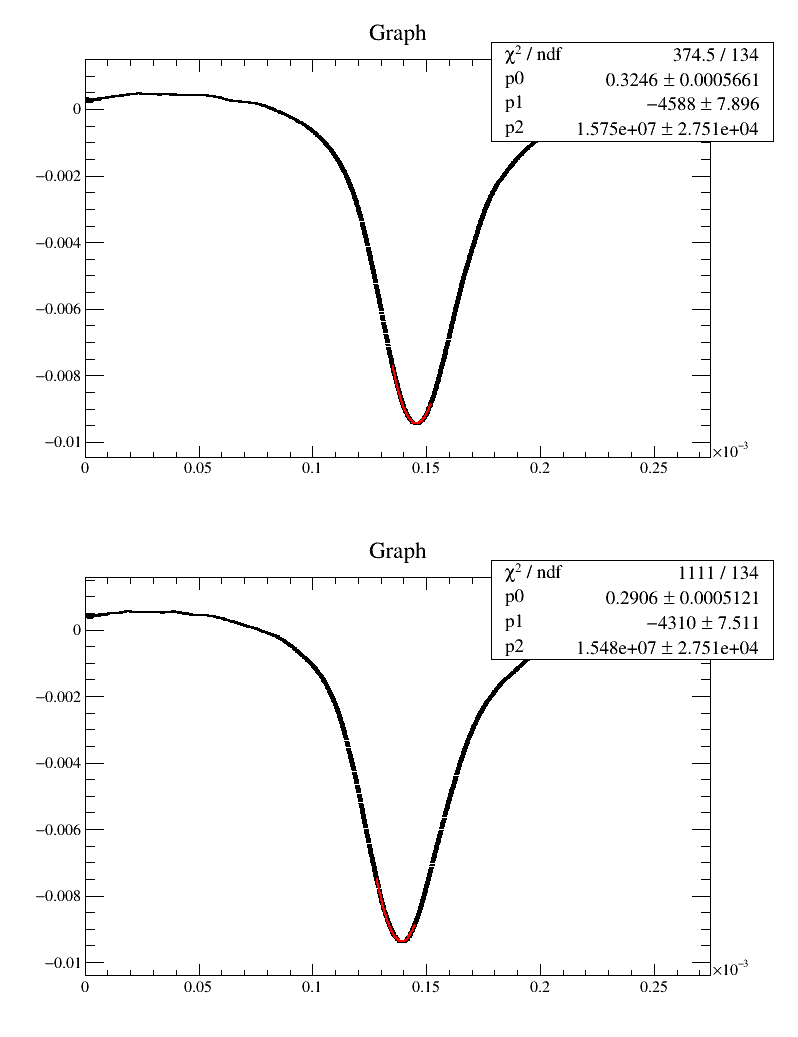 Graph
χ² / ndf 374.5 / 134
p0 0.3246 ± 0.0005661
p1 −4588 ± 7.896
p2 1.575e+07 ± 2.751e+04
0
−0.002
−0.004
−0.006
−0.008
−0.01
0 0.05 0.1 0.15 0.2 0.25
×10⁻³
Graph
χ² / ndf 1111 / 134
p0 0.2906 ± 0.0005121
p1 −4310 ± 7.511
p2 1.548e+07 ± 2.751e+04
0
−0.002
−0.004
−0.006
−0.008
−0.01
0 0.05 0.1 0.15 0.2 0.25
×10⁻³